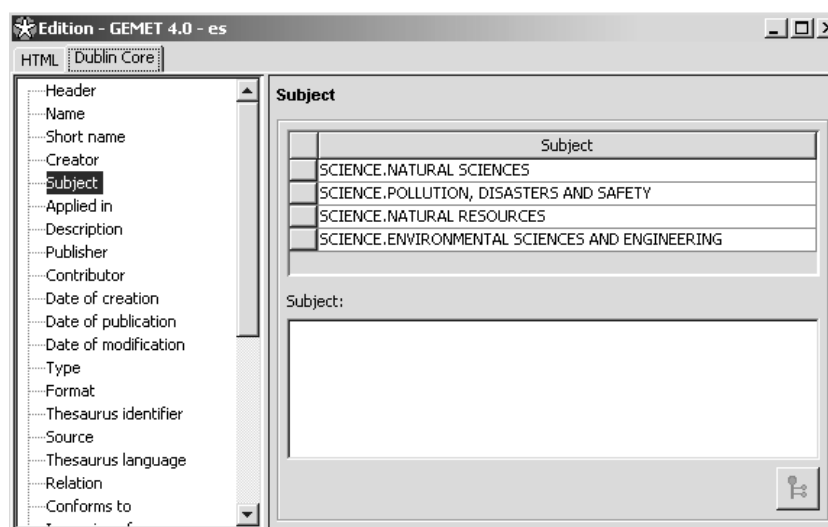 Edition - GEMET 4.0 - es
HTML
Dublin Core
Header
Name
Short name
Creator
Subject
Applied in
Description
Publisher
Contributor
Date of creation
Date of publication
Date of modification
Type
Format
Thesaurus identifier
Source
Thesaurus language
Relation
Conforms to
Subject
Subject
SCIENCE.NATURAL SCIENCES
SCIENCE.POLLUTION, DISASTERS AND SAFETY
SCIENCE.NATURAL RESOURCES
SCIENCE.ENVIRONMENTAL SCIENCES AND ENGINEERING
Subject: